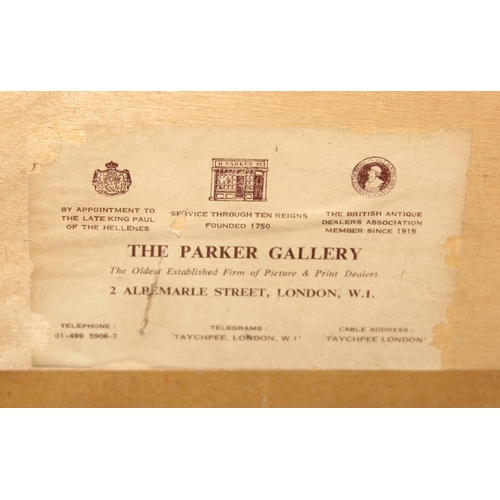 H. PARKER
BY APPOINTMENT TO
THE LATE KING PAUL
OF THE HELLENES
SERVICE THROUGH TEN REIGNS
FOUNDED 1750
THE BRITISH ANTIQUE
DEALERS ASSOCIATION
MEMBER SINCE 1919
THE PARKER GALLERY
The Oldest Established Firm of Picture & Print Dealers
2 ALBEMARLE STREET, LONDON, W.1.
TELEPHONE :
01-499 5906-7
TELEGRAMS :
'TAYCHPEE, LONDON, W.1'
CABLE ADDRESS :
'TAYCHPEE LONDON'